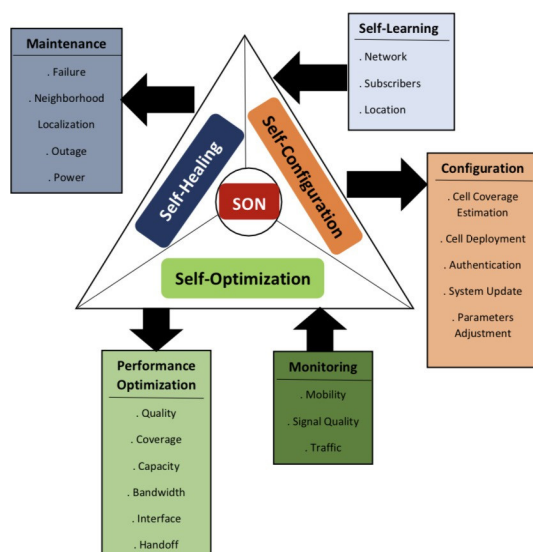 Maintenance
. Failure
. Neighborhood
Localization
. Outage
. Power
Self-Learning
. Network
. Subscribers
. Location
Self-Healing
Self-Configuration
SON
Self-Optimization
Configuration
. Cell Coverage
Estimation
. Cell Deployment
. Authentication
. System Update
. Parameters
Adjustment
Performance
Optimization
. Quality
. Coverage
. Capacity
. Bandwidth
. Interface
. Handoff
Monitoring
. Mobility
. Signal Quality
. Traffic